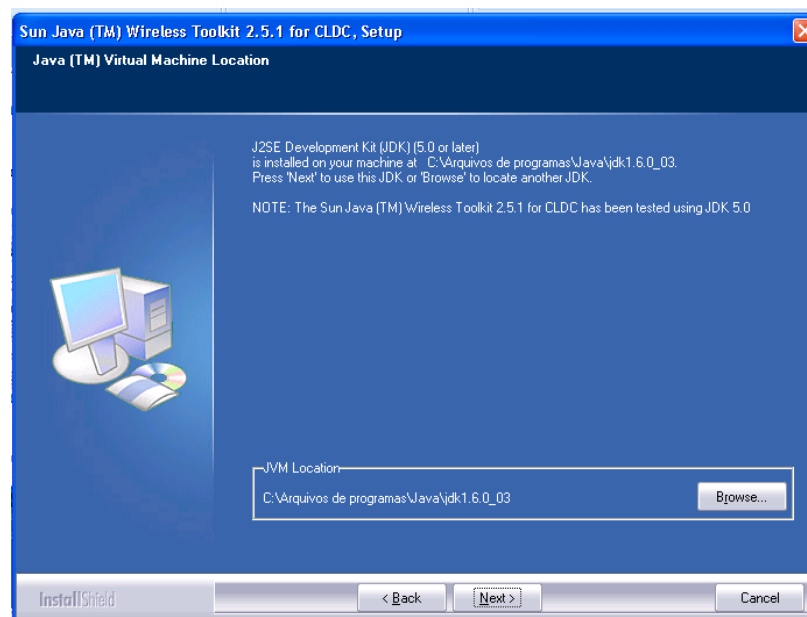 Sun Java (TM) Wireless Toolkit 2.5.1 for CLDC, Setup
Java (TM) Virtual Machine Location
J2SE Development Kit (JDK) (5.0 or later)
is installed on your machine at C:\Arquivos de programas\Java\jdk1.6.0_03.
Press 'Next' to use this JDK or 'Browse' to locate another JDK.
NOTE: The Sun Java (TM) Wireless Toolkit 2.5.1 for CLDC has been tested using JDK 5.0
JVM Location
C:\Arquivos de programas\Java\jdk1.6.0_03
Browse...
InstallShield
< Back
Next >
Cancel